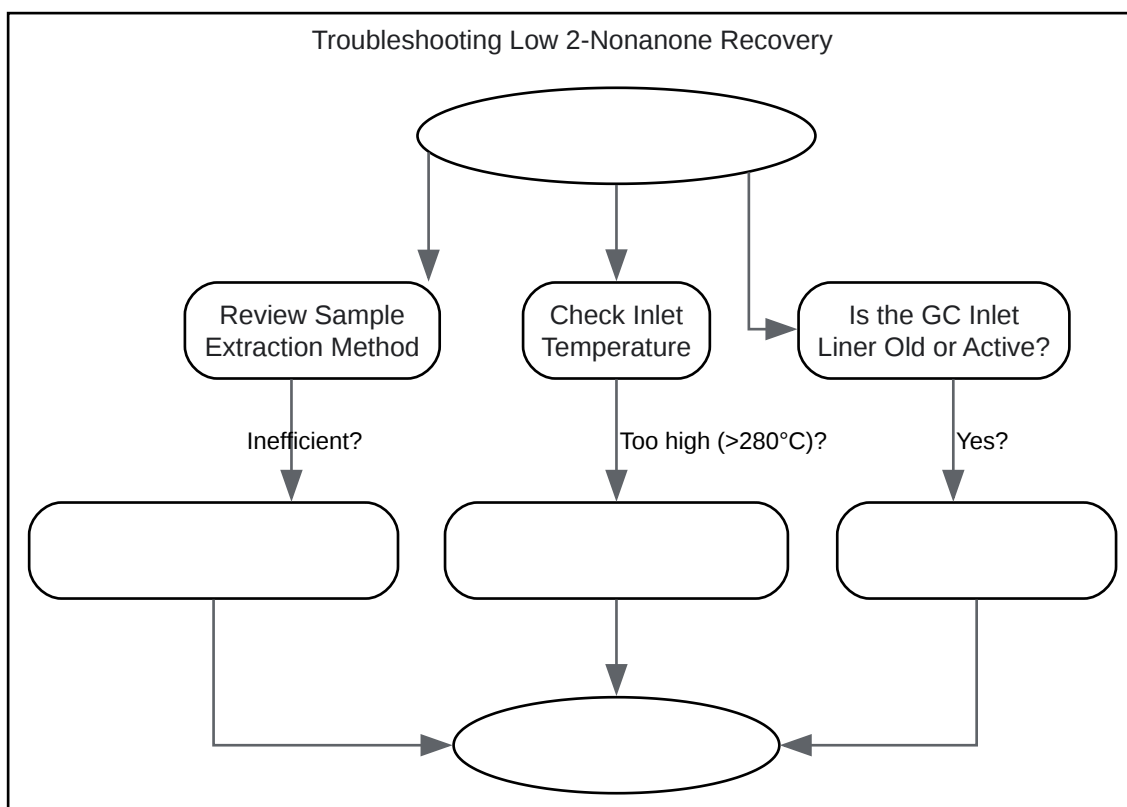 Troubleshooting Low 2-Nonanone Recovery
Review Sample
Extraction Method
Check Inlet
Temperature
Is the GC Inlet
Liner Old or Active?
Inefficient?
Too high (>280°C)?
Yes?